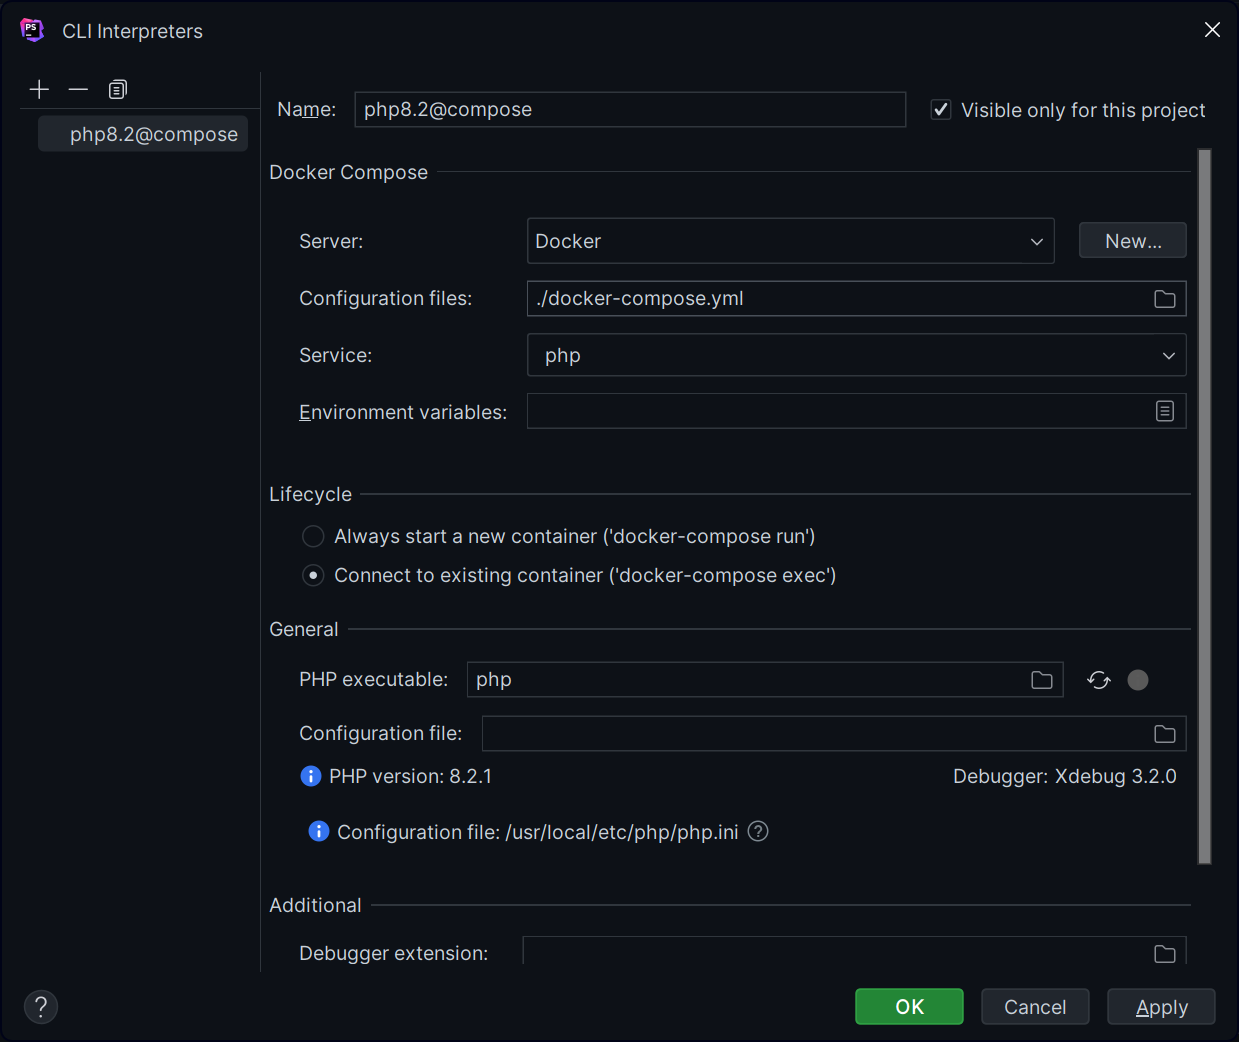 PS
CLI Interpreters
php8.2@compose
Name: php8.2@compose Visible only for this project
Docker Compose
Server: Docker New...
Configuration files: ./docker-compose.yml
Service: php
Environment variables:
Lifecycle
Always start a new container ('docker-compose run')
Connect to existing container ('docker-compose exec')
General
PHP executable: php
Configuration file:
PHP version: 8.2.1 Debugger: Xdebug 3.2.0
Configuration file: /usr/local/etc/php/php.ini ?
Additional
Debugger extension:
? OK Cancel Apply